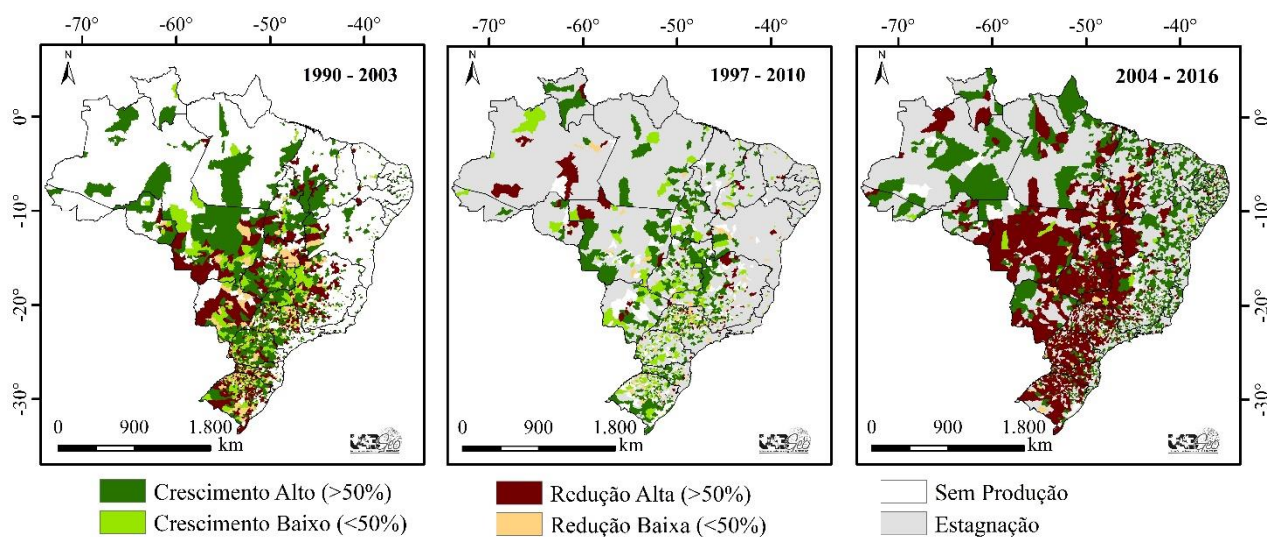 -70° -60° -50° -40° -70° -60° -50° -40° -70° -60° -50° -40°
N 1990 - 2003 N 1997 - 2010 N 2004 - 2016
0° 0°
-10° -10°
-20° -20°
-30° -30°
0 900 1.800 0 900 1.800 0 900 1.800
km km km
Crescimento Alto (>50%) Redução Alta (>50%) Sem Produção
Crescimento Baixo (<50%) Redução Baixa (<50%) Estagnação